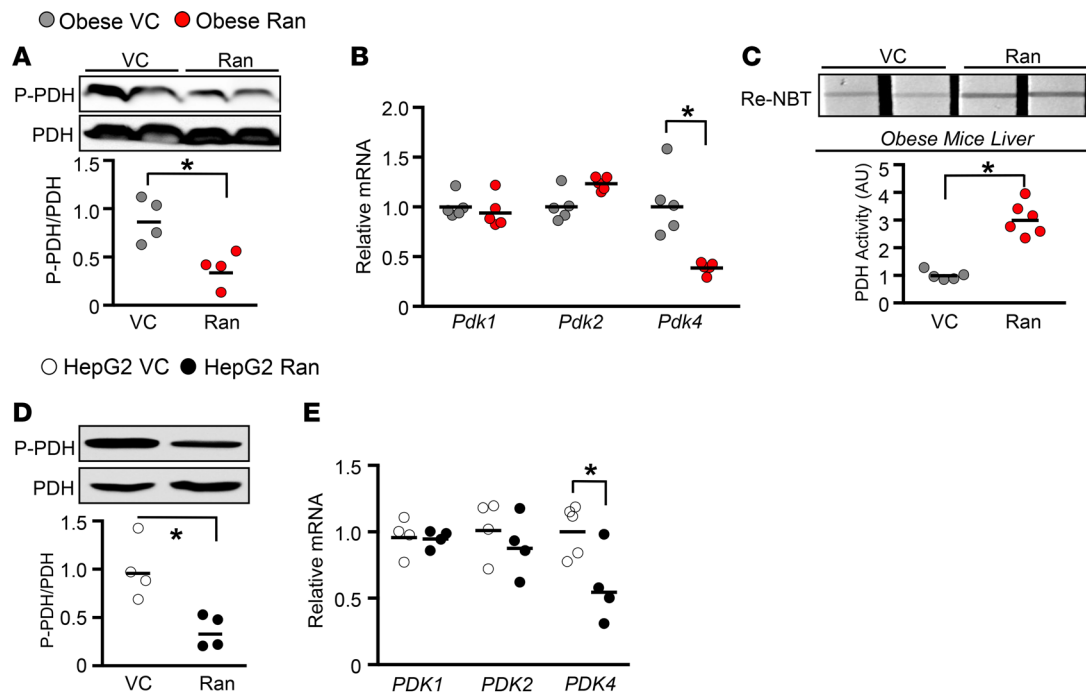 Obese VC Obese Ran
A
VC Ran
P-PDH
PDH
*
1.5
1.0
0.5
0
P-PDH/PDH
VC Ran
B
2.0
1.5
1.0
0.5
0
Relative mRNA
*
Pdk1 Pdk2 Pdk4
C
VC Ran
Re-NBT
Obese Mice Liver
*
5
4
3
2
1
0
PDH Activity (AU)
VC Ran
HepG2 VC HepG2 Ran
D
P-PDH
PDH
1.5
1.0
0.5
0
P-PDH/PDH
*
VC Ran
E
1.5
1.0
0.5
0
Relative mRNA
*
PDK1 PDK2 PDK4